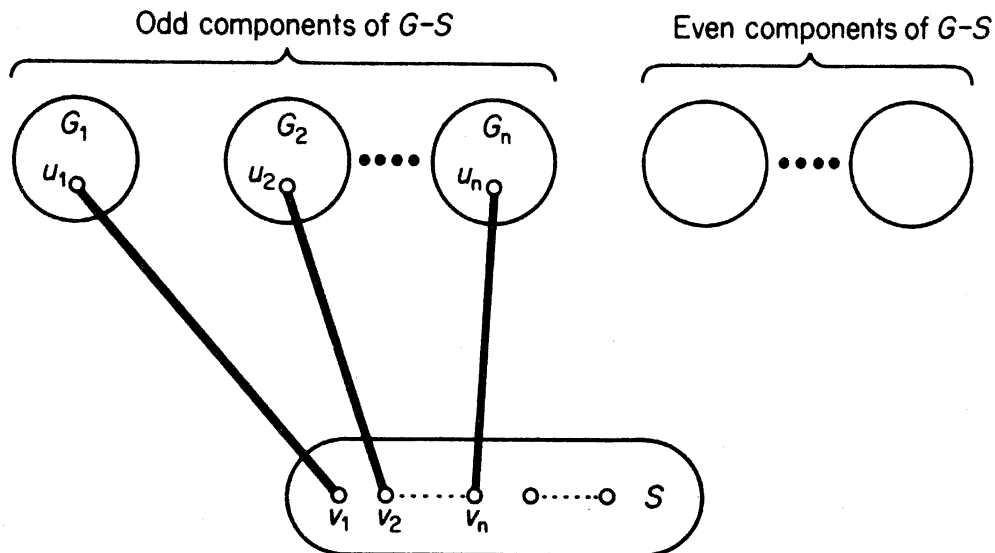 Odd components of G–S Even components of G–S
G₁ G₂ Gₙ
u₁ u₂ uₙ
v₁ v₂ vₙ S